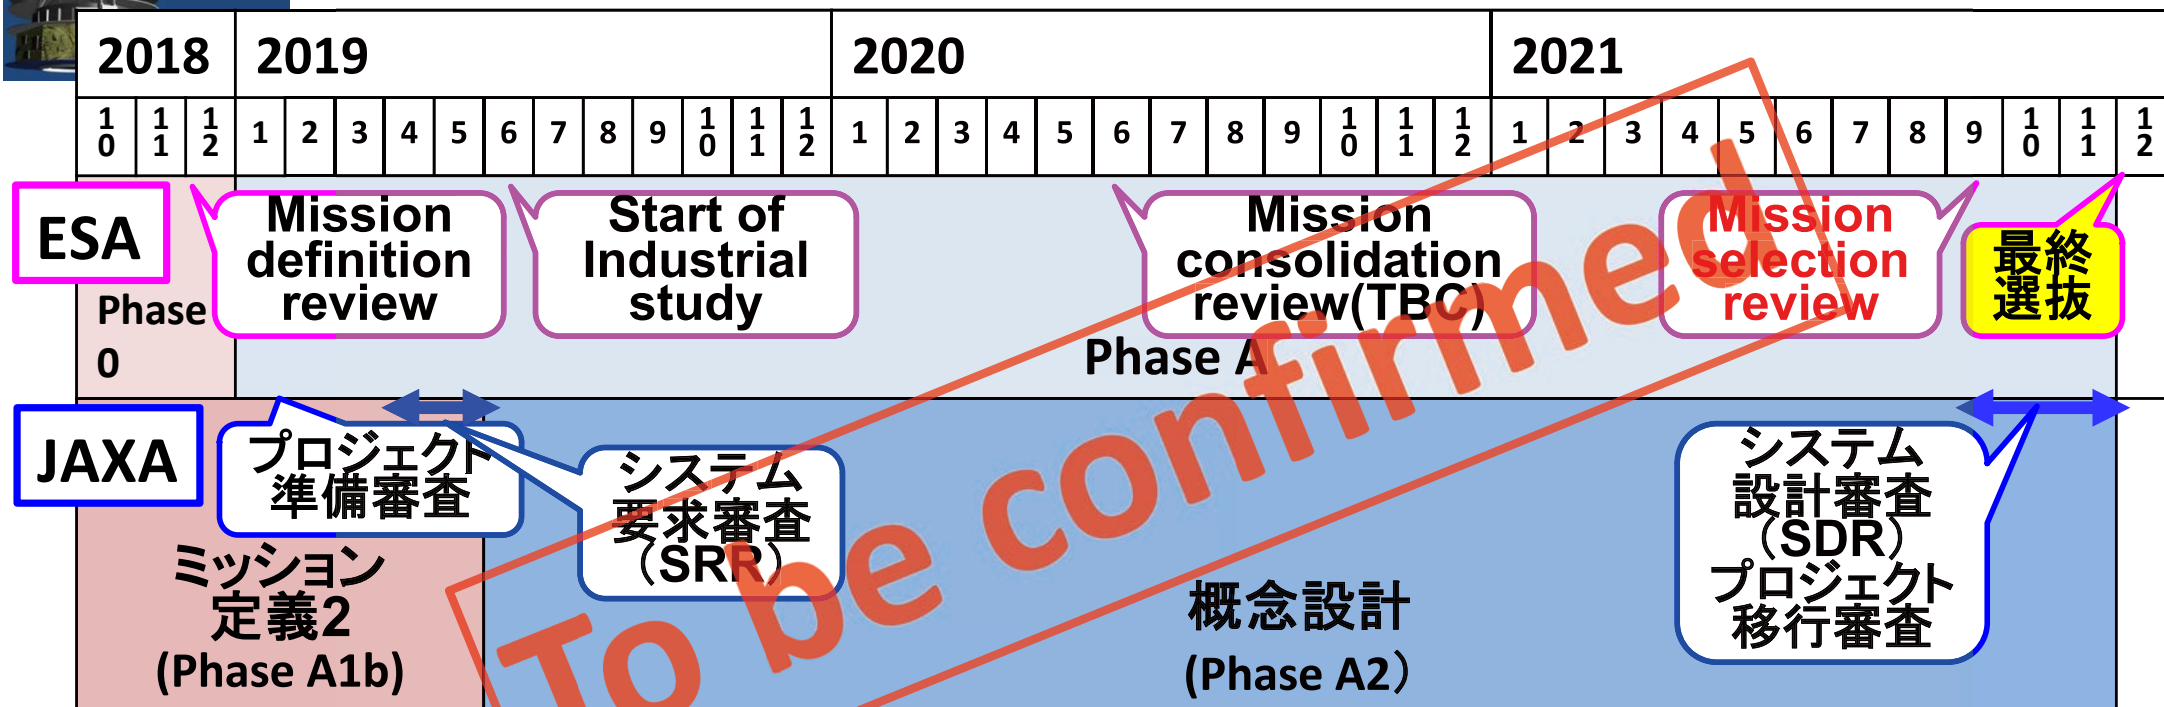 2018 2019 2020 2021
10 11 12 1 2 3 4 5 6 7 8 9 10 11 12 1 2 3 4 5 6 7 8 9 10 11 12 1 2 3 4 5 6 7 8 9 10 11 12
ESA
Phase
0
Mission
definition
review
Start of
Industrial
study
Mission
consolidation
review(TBC)
Mission
selection
review
最終
選抜
Phase A
JAXA
プロジェクト
準備審査
システム
要求審査
（SRR）
システム
設計審査
（SDR）
プロジェクト
移行審査
ミッション
定義2
(Phase A1b)
概念設計
(Phase A2）
To be confirmed